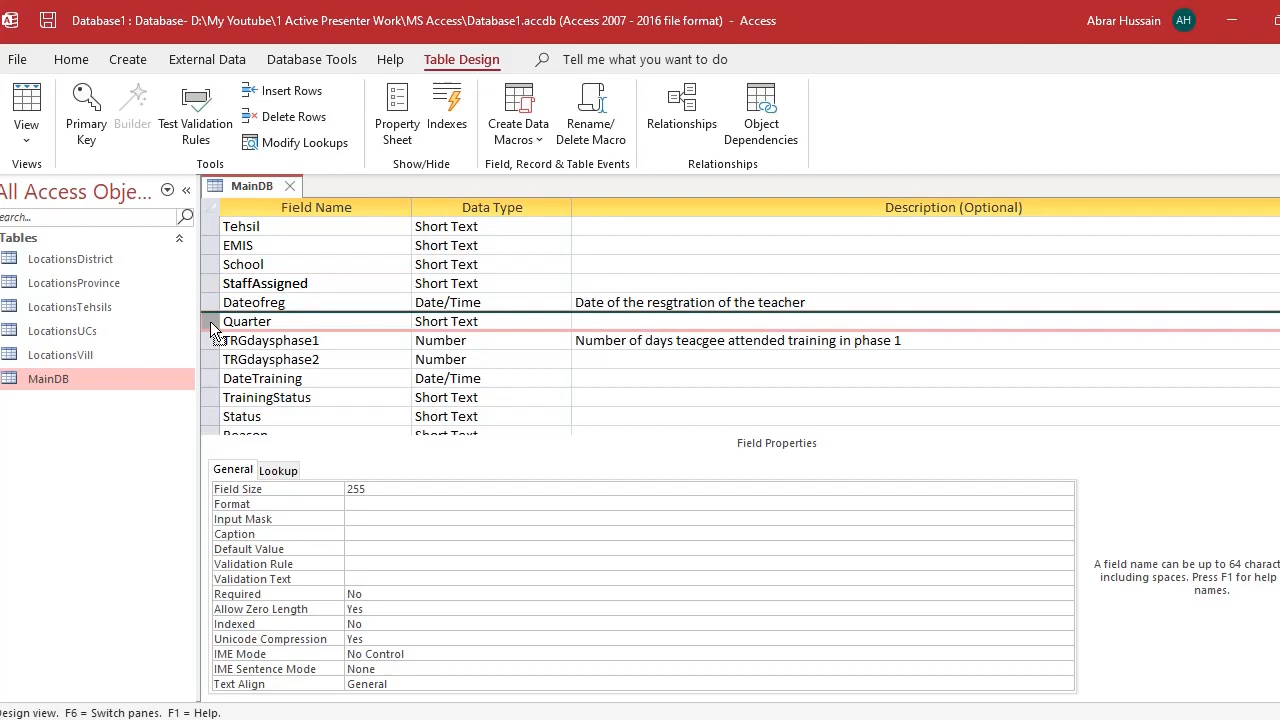 Database1 : Database- D:\My Youtube\1 Active Presenter Work\MS Access\Database1.accdb (Access 2007 - 2016 file format) - Access
Abrar Hussain
AH
File
Home
Create
External Data
Database Tools
Help
Table Design
Tell me what you want to do
View
Primary Key
Builder
Test Validation Rules
Insert Rows
Delete Rows
Modify Lookups
Property Sheet
Indexes
Create Data Macros
Rename/ Delete Macro
Relationships
Object Dependencies
Views
Tools
Show/Hide
Field, Record & Table Events
Relationships
All Access Obje...
earch...
Tables
LocationsDistrict
LocationsProvince
LocationsTehsils
LocationsUCs
LocationsVill
MainDB
MainDB
Field Name Data Type Description (Optional)
Tehsil Short Text
EMIS Short Text
School Short Text
StaffAssigned Short Text
Dateofreg Date/Time Date of the resgtration of the teacher
Quarter Short Text
TRGdaysphase1 Number Number of days teacgee attended training in phase 1
TRGdaysphase2 Number
DateTraining Date/Time
TrainingStatus Short Text
Status Short Text
Reason Short Text
Field Properties
General Lookup
Field Size 255
Format
Input Mask
Caption
Default Value
Validation Rule
Validation Text
Required No
Allow Zero Length Yes
Indexed No
Unicode Compression Yes
IME Mode No Control
IME Sentence Mode None
Text Align General
A field name can be up to 64 charac
including spaces. Press F1 for help
names.
Design view. F6 = Switch panes. F1 = Help.